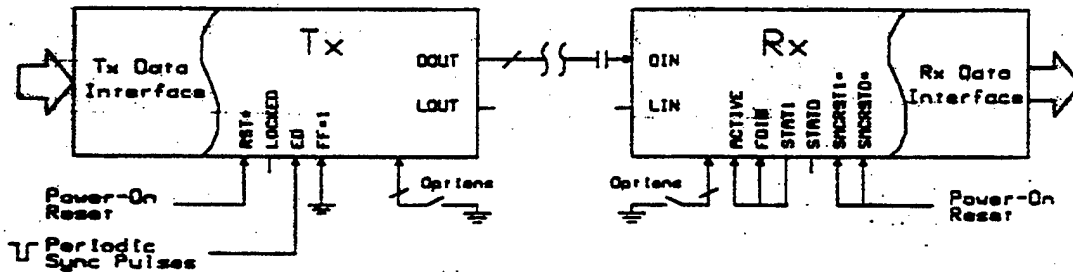 Tx
Tx Data
Interface
DOUT
LOUT
RST*
LOCKED
ED
FF=1
Options
Power-On
Reset
Periodic
Sync Pulses
Rx
DIN
LIN
ACTIVE
FDIN
STAT1
STAT0
SMCRST1*
SMCRST0*
Rx Data
Interface
Options
Power-On
Reset